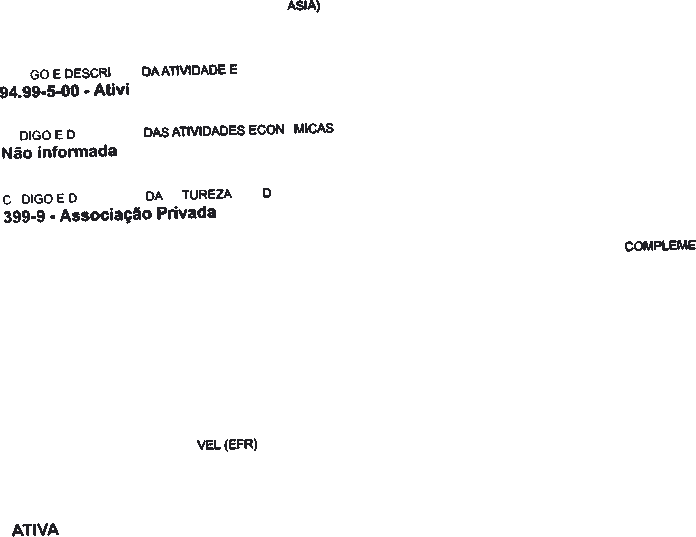 ASIA)
GO E DESCRI DA ATIVIDADE E
94.99-5-00 - Ativi
DIGO E D DAS ATIVIDADES ECON MICAS
Não informada
C DIGO E D DA TUREZA D
399-9 - Associação Privada
COMPLEME
VEL (EFR)
ATIVA